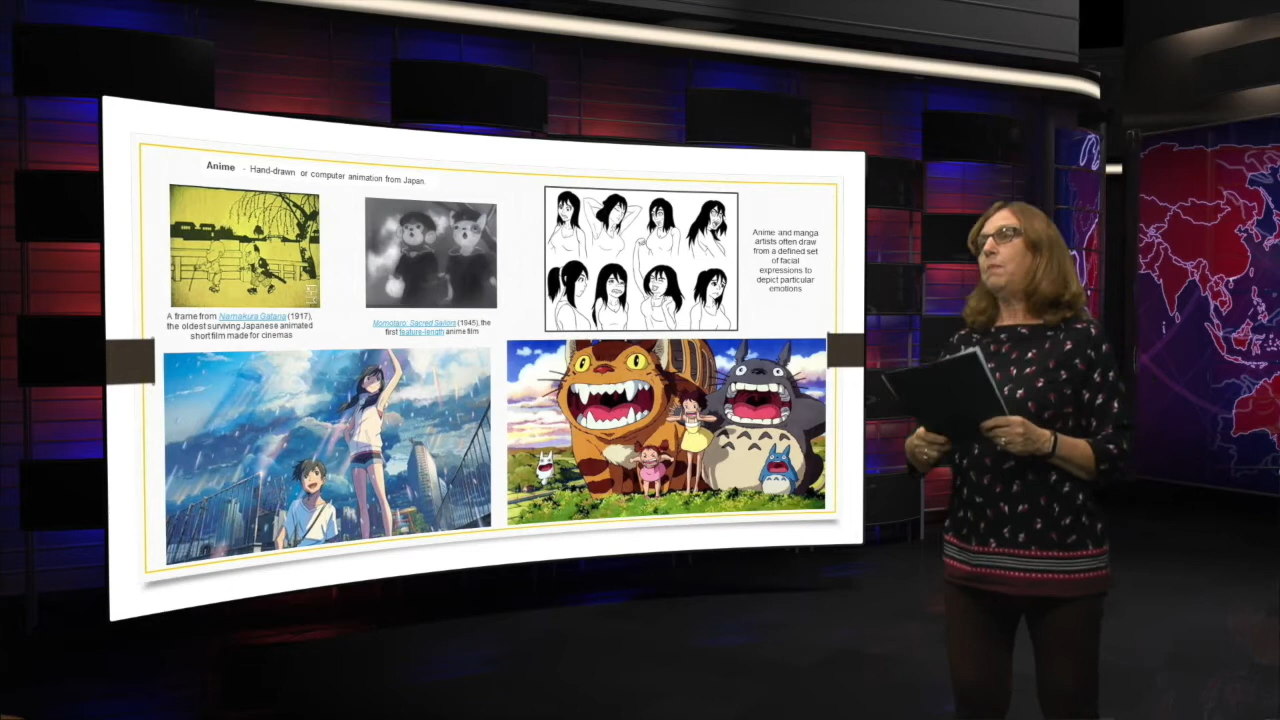 Anime - Hand-drawn or computer animation from Japan.
A frame from Namakura Gatana (1917),
the oldest surviving Japanese animated
short film made for cinemas
Momotaro: Sacred Sailors (1945), the
first feature-length anime film
Anime and manga
artists often draw
from a defined set
of facial
expressions to
depict particular
emotions